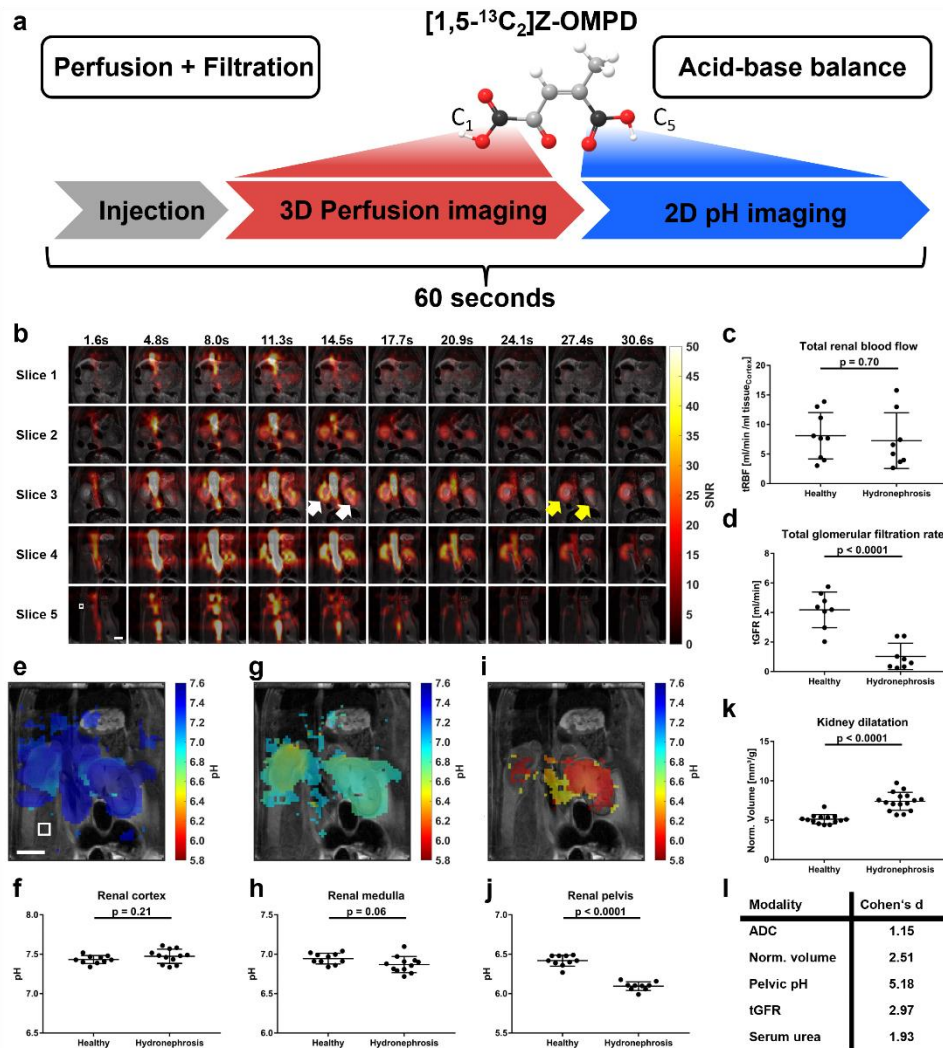 a
[1,5-¹³C₂]Z-OMPD
Perfusion + Filtration
Acid-base balance
C₁
C₅
Injection
3D Perfusion imaging
2D pH imaging
60 seconds
b
1.6s 4.8s 8.0s 11.3s 14.5s 17.7s 20.9s 24.1s 27.4s 30.6s
Slice 1
Slice 2
Slice 3
Slice 4
Slice 5
50
45
40
35
30
25
20
15
10
5
0
SNR
c
Total renal blood flow
p = 0.70
tRBF [ml/min /ml tissueCortex]
20
15
10
5
0
Healthy Hydronephrosis
d
Total glomerular filtration rate
p < 0.0001
tGFR [ml/min]
6
4
2
0
Healthy Hydronephrosis
e
7.6
7.4
7.2
7.0
6.8
6.6
6.4
6.2
6.0
5.8
pH
g
7.6
7.4
7.2
7.0
6.8
6.6
6.4
6.2
6.0
5.8
pH
i
7.6
7.4
7.2
7.0
6.8
6.6
6.4
6.2
6.0
5.8
pH
k
Kidney dilatation
p < 0.0001
Norm. Volume [mm³/g]
15
10
5
0
Healthy Hydronephrosis
f
Renal cortex
p = 0.21
pH
8.0
7.5
7.0
6.5
Healthy Hydronephrosis
h
Renal medulla
p = 0.06
pH
7.5
7.0
6.5
6.0
Healthy Hydronephrosis
j
Renal pelvis
p < 0.0001
pH
7.0
6.5
6.0
5.5
Healthy Hydronephrosis
l
Modality Cohen's d
ADC 1.15
Norm. volume 2.51
Pelvic pH 5.18
tGFR 2.97
Serum urea 1.93